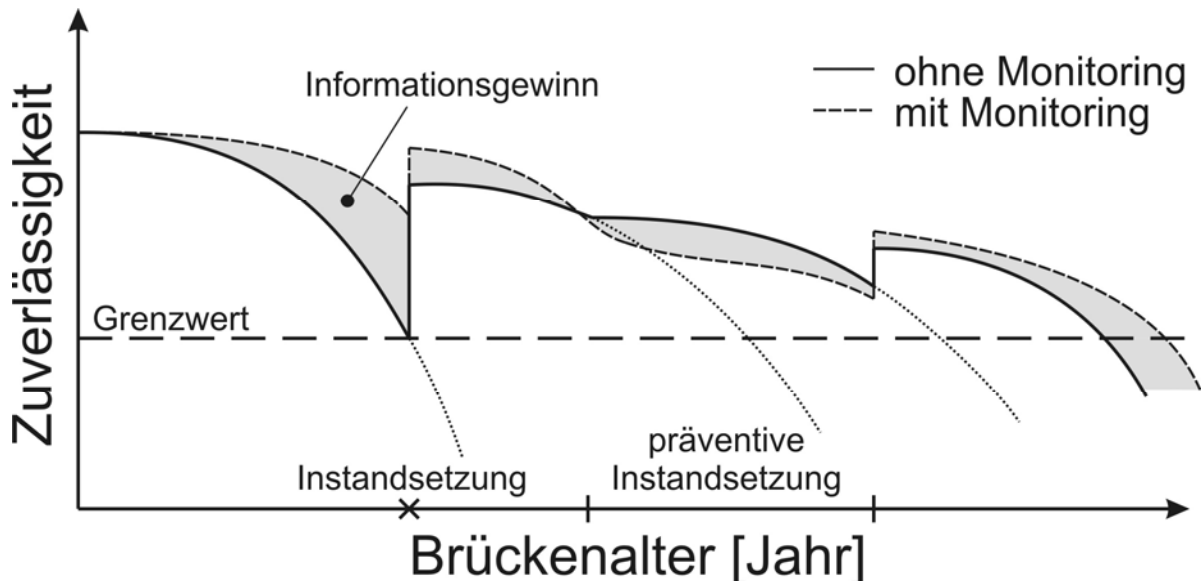 Informationsgewinn
ohne Monitoring
mit Monitoring
Zuverlässigkeit
Grenzwert
Instandsetzung
präventive
Instandsetzung
Brückenalter [Jahr]